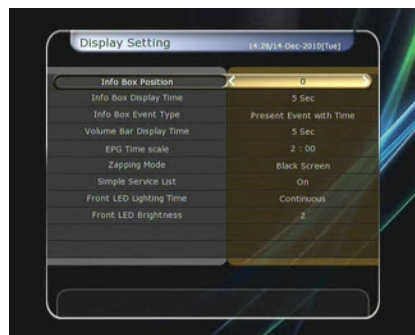 Display Setting 14:28/14-Dec-2010[Tue]
Info Box Position 0
Info Box Display Time 5 Sec
Info Box Event Type Present Event with Time
Volume Bar Display Time 5 Sec
EPG Time scale 2 : 00
Zapping Mode Black Screen
Simple Service List On
Front LED Lighting Time Continuous
Front LED Brightness 2